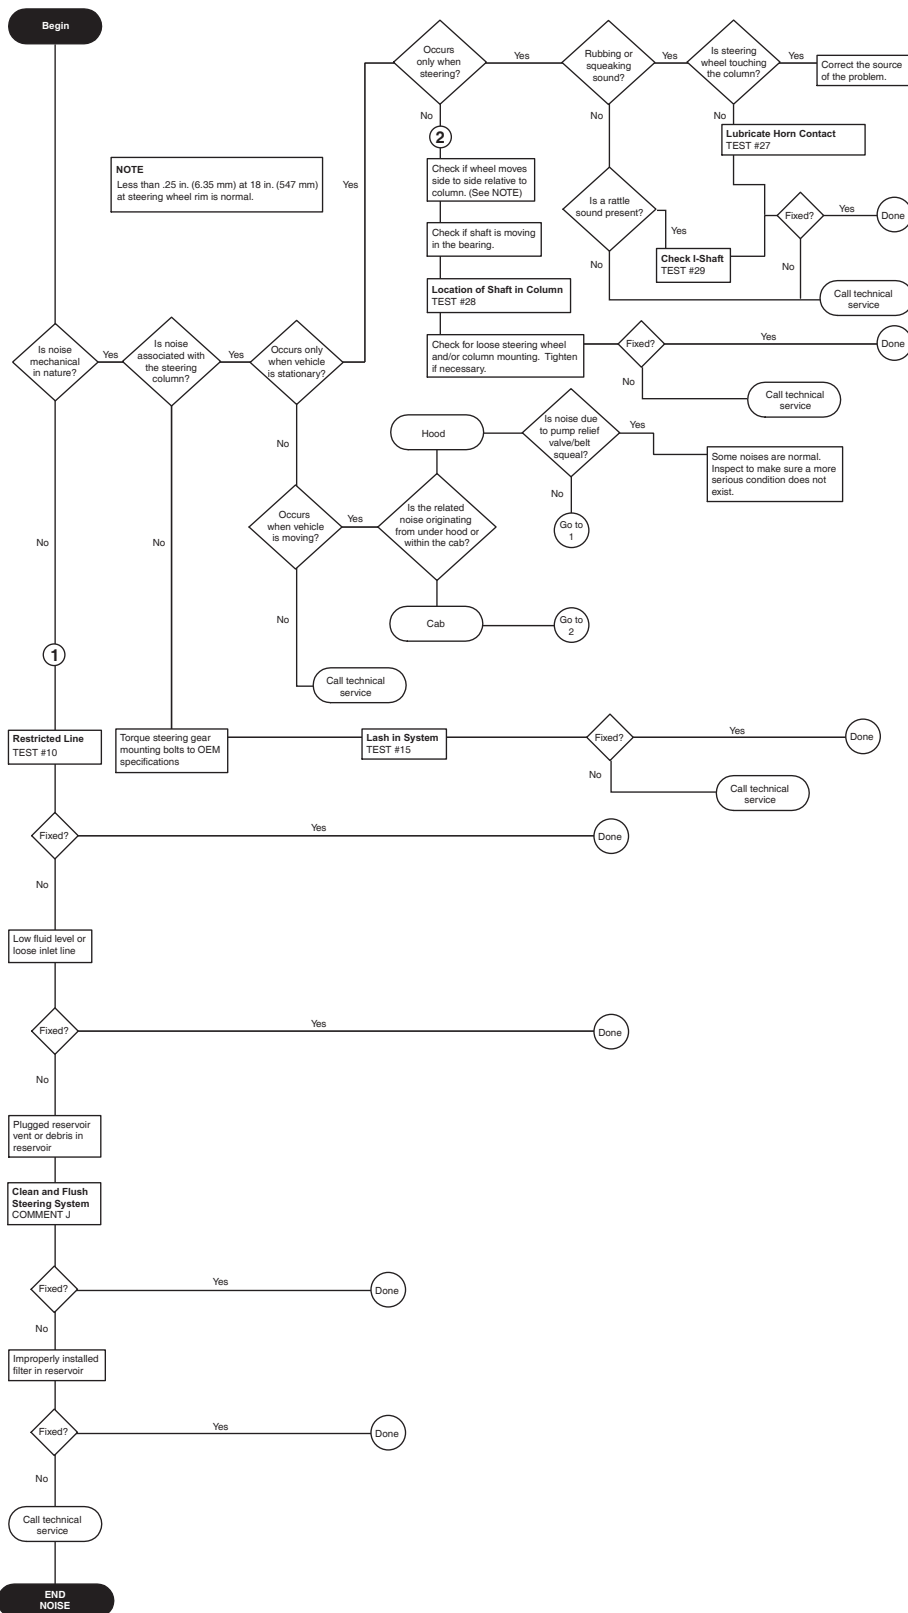 Begin
Occurs
only when
steering?
Yes
Rubbing or
squeaking
sound?
Yes
Is steering
wheel touching
the column?
Yes
Correct the source
of the problem.
No
No
No
2
Lubricate Horn Contact
TEST #27
NOTE
Less than .25 in. (6.35 mm) at 18 in. (547 mm)
at steering wheel rim is normal.
Yes
Check if wheel moves
side to side relative to
column. (See NOTE)
Is a rattle
sound present?
Yes
Fixed?
Yes
Done
Check if shaft is moving
in the bearing.
No
Check I-Shaft
TEST #29
No
Location of Shaft in Column
TEST #28
Call technical
service
Is noise
mechanical
in nature?
Yes
Is noise
associated with
the steering
column?
Yes
Occurs only
when vehicle
is stationary?
Check for loose steering wheel
and/or column mounting.  Tighten
if necessary.
Fixed?
Yes
Done
No
Call technical
service
No
Hood
Is noise due
to pump relief
valve/belt
squeal?
Yes
Some noises are normal.
Inspect to make sure a more
serious condition does not
exist.
No
Go to
1
No
No
Occurs
when vehicle
is moving?
Yes
Is the related
noise originating
from under hood or
within the cab?
No
Cab
Go to
2
1
Call technical
service
Restricted Line
TEST #10
Torque steering gear
mounting bolts to OEM
specifications
Lash in System
TEST #15
Fixed?
Yes
Done
No
Call technical
service
Fixed?
Yes
Done
No
Low fluid level or
loose inlet line
Fixed?
Yes
Done
No
Plugged reservoir
vent or debris in
reservoir
Clean and Flush
Steering System
COMMENT J
Fixed?
Yes
Done
No
Improperly installed
filter in reservoir
Fixed?
Yes
Done
No
Call technical
service
END
NOISE